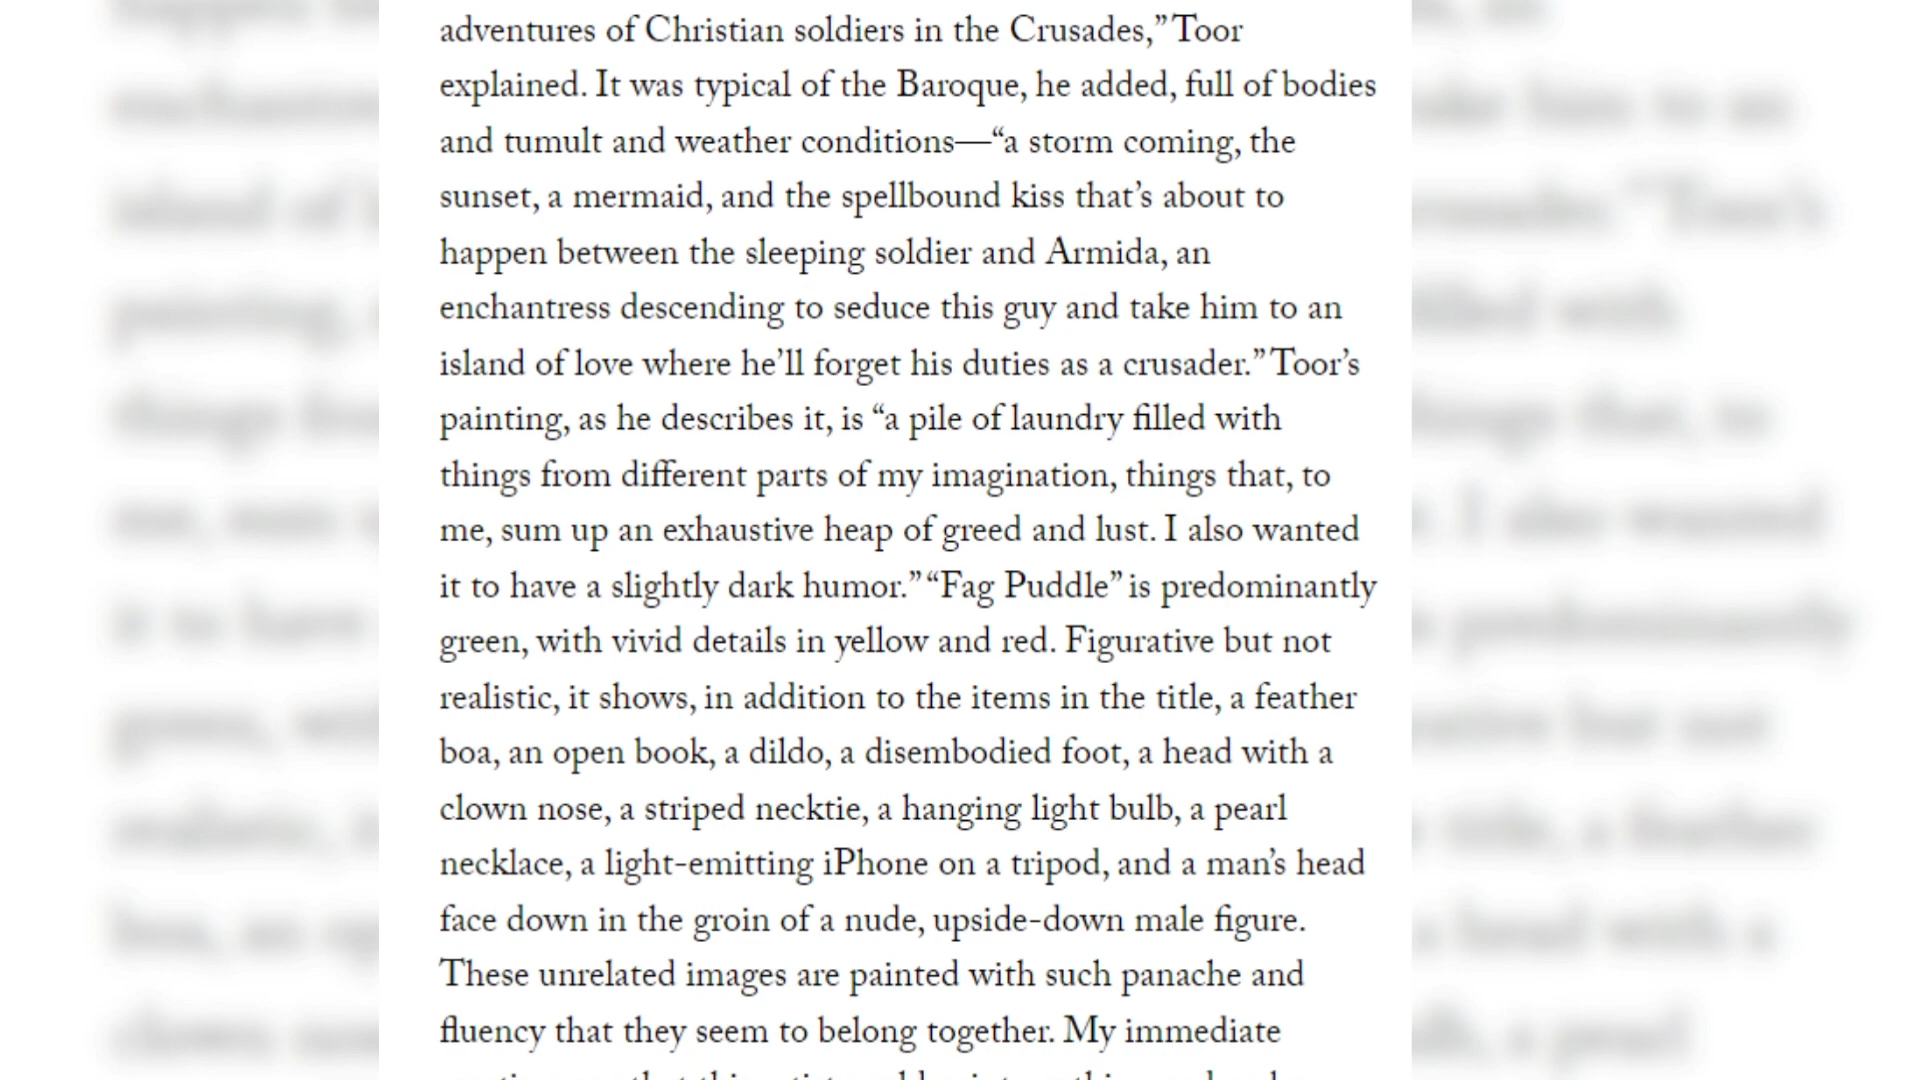 adventures of Christian soldiers in the Crusades,” Toor
explained. It was typical of the Baroque, he added, full of bodies
and tumult and weather conditions—“a storm coming, the
sunset, a mermaid, and the spellbound kiss that’s about to
happen between the sleeping soldier and Armida, an
enchantress descending to seduce this guy and take him to an
island of love where he’ll forget his duties as a crusader.” Toor’s
painting, as he describes it, is “a pile of laundry filled with
things from different parts of my imagination, things that, to
me, sum up an exhaustive heap of greed and lust. I also wanted
it to have a slightly dark humor.” “Fag Puddle” is predominantly
green, with vivid details in yellow and red. Figurative but not
realistic, it shows, in addition to the items in the title, a feather
boa, an open book, a dildo, a disembodied foot, a head with a
clown nose, a striped necktie, a hanging light bulb, a pearl
necklace, a light-emitting iPhone on a tripod, and a man’s head
face down in the groin of a nude, upside-down male figure.
These unrelated images are painted with such panache and
fluency that they seem to belong together. My immediate